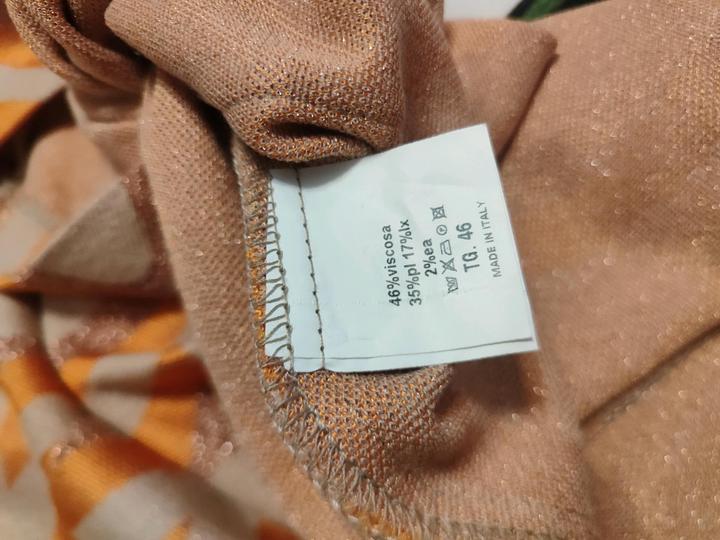 46%viscosa
35%pl 17%lx
2%ea
TG. 46
MADE IN ITALY